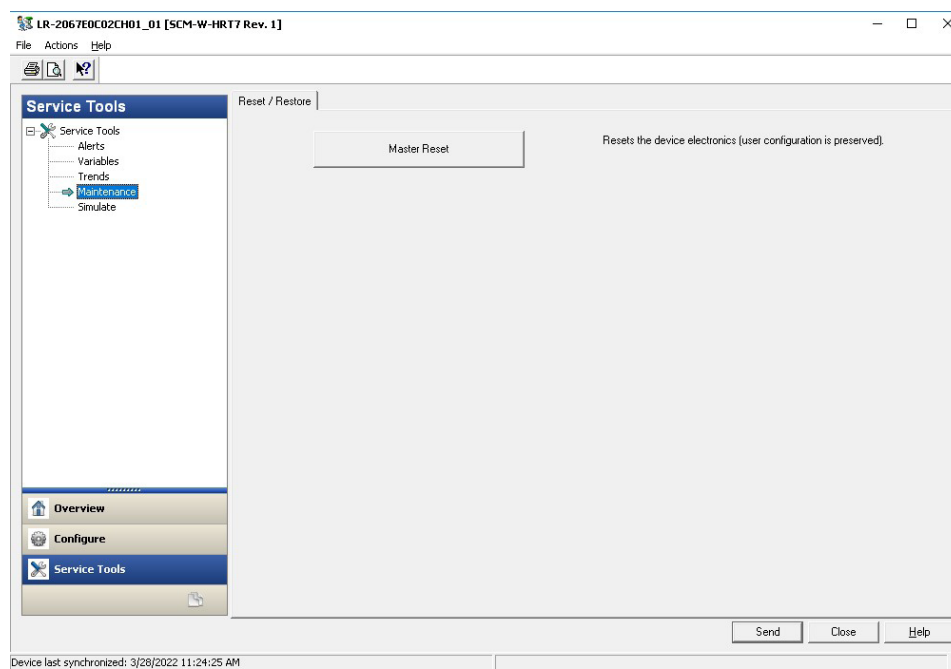 LR-2067E0C02CH01_01 [SCM-W-HRT7 Rev. 1]
File Actions Help
Service Tools
Reset / Restore
Service Tools
Alerts
Variables
Trends
Maintenance
Simulate
Master Reset
Resets the device electronics (user configuration is preserved).
Overview
Configure
Service Tools
Send Close Help
Device last synchronized: 3/28/2022 11:24:25 AM